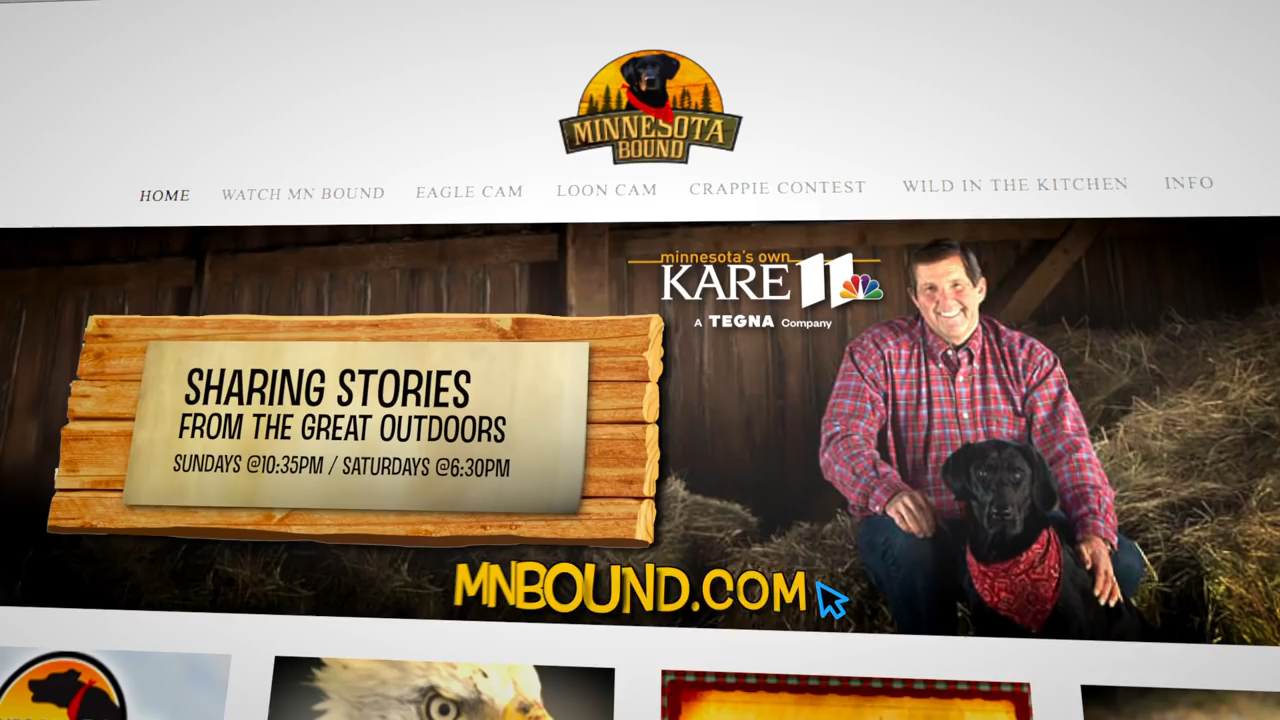 MINNESOTA
BOUND
HOME WATCH MN BOUND EAGLE CAM LOON CAM CRAPPIE CONTEST WILD IN THE KITCHEN INFO
minnesota's own
KARE 11
A TEGNA Company
SHARING STORIES
FROM THE GREAT OUTDOORS
SUNDAYS @10:35PM / SATURDAYS @6:30PM
MNBOUND.COM